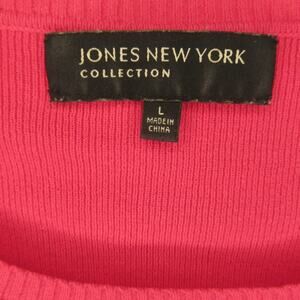 JONES NEW YORK
COLLECTION
L
MADE IN
CHINA